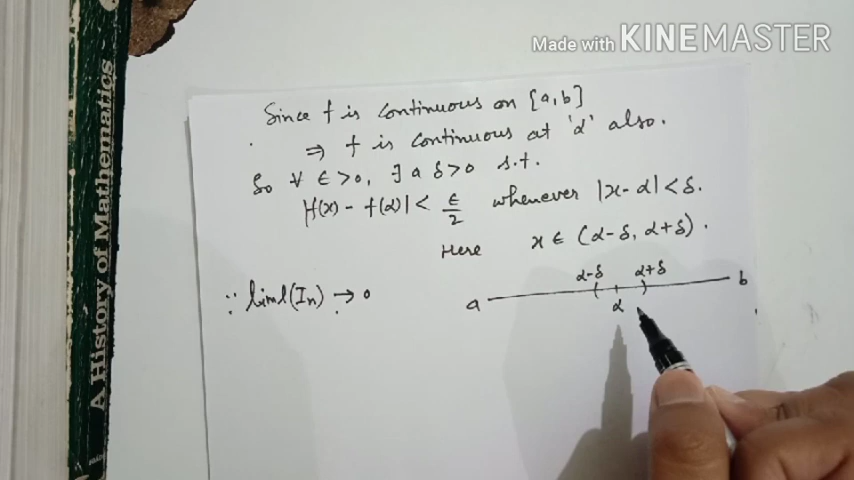 Made with KINEMASTER
A History of Mathematics
Since f is continuous on [a, b]
⇒ f is continuous at 'α' also.
So ∀ ε > 0, ∃ a δ > 0 s.t.
|f(x) - f(α)| < ε/2 whenever |x - α| < δ.
Here x ∈ (α-δ, α+δ).
∵ lim l(In) → 0
α-δ α+δ
a b
α